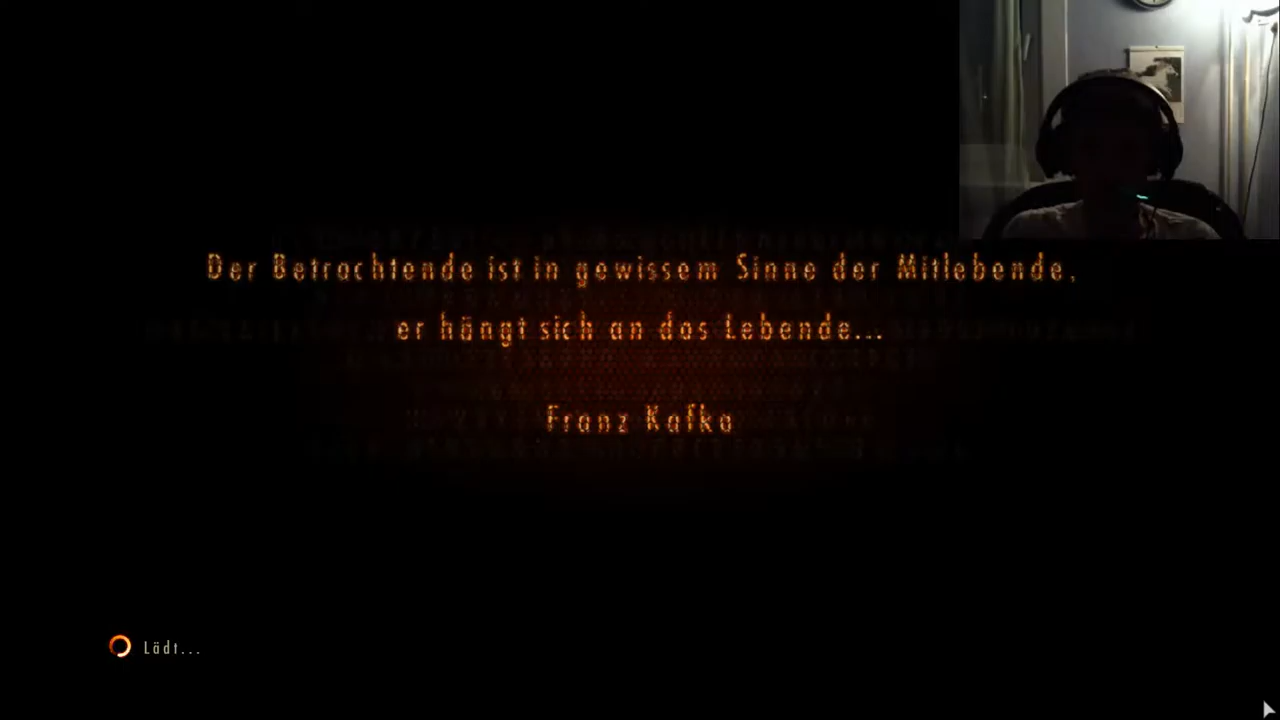 Der Betrachtende ist in gewissem Sinne der Mitlebende,
er hängt sich an das Lebende...
Franz Kafka
Lädt...